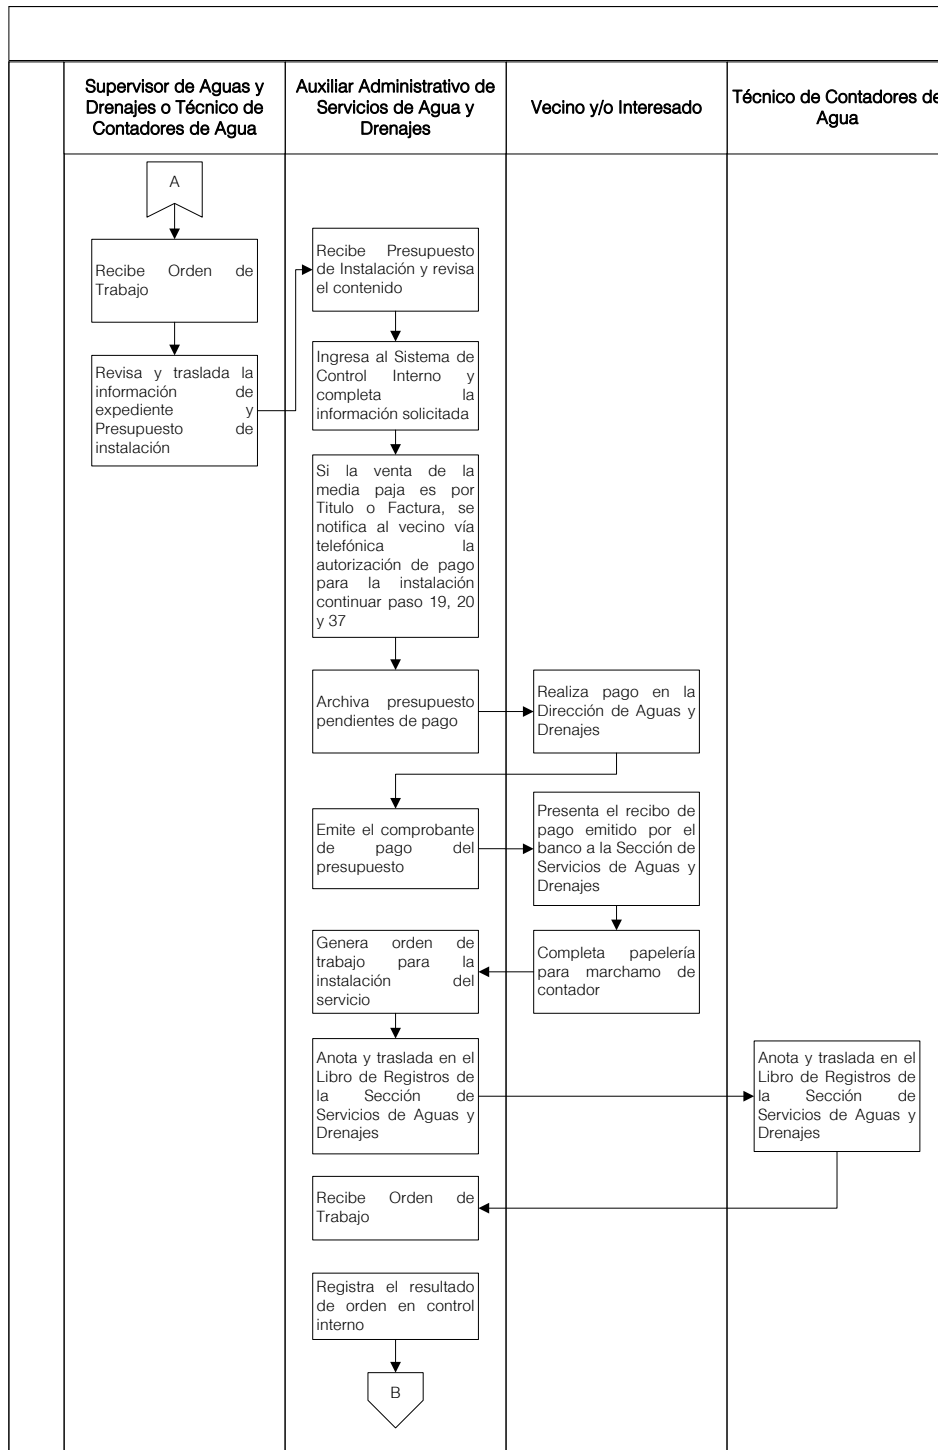 Supervisor de Aguas y
Drenajes o Técnico de
Contadores de Agua
Auxiliar Administrativo de
Servicios de Agua y
Drenajes
Vecino y/o Interesado
Técnico de Contadores de
Agua
A
Recibe Orden de
Trabajo
Revisa y traslada la
información de
expediente y
Presupuesto de
instalación
Recibe Presupuesto
de Instalación y revisa
el contenido
Ingresa al Sistema de
Control Interno y
completa la
información solicitada
Si la venta de la
media paja es por
Titulo o Factura, se
notifica al vecino vía
telefónica la
autorización de pago
para la instalación
continuar paso 19, 20
y 37
Archiva presupuesto
pendientes de pago
Realiza pago en la
Dirección de Aguas y
Drenajes
Emite el comprobante
de pago del
presupuesto
Presenta el recibo de
pago emitido por el
banco a la Sección de
Servicios de Aguas y
Drenajes
Completa papelería
para marchamo de
contador
Genera orden de
trabajo para la
instalación del
servicio
Anota y traslada en el
Libro de Registros de
la Sección de
Servicios de Aguas y
Drenajes
Anota y traslada en el
Libro de Registros de
la Sección de
Servicios de Aguas y
Drenajes
Recibe Orden de
Trabajo
Registra el resultado
de orden en control
interno
B